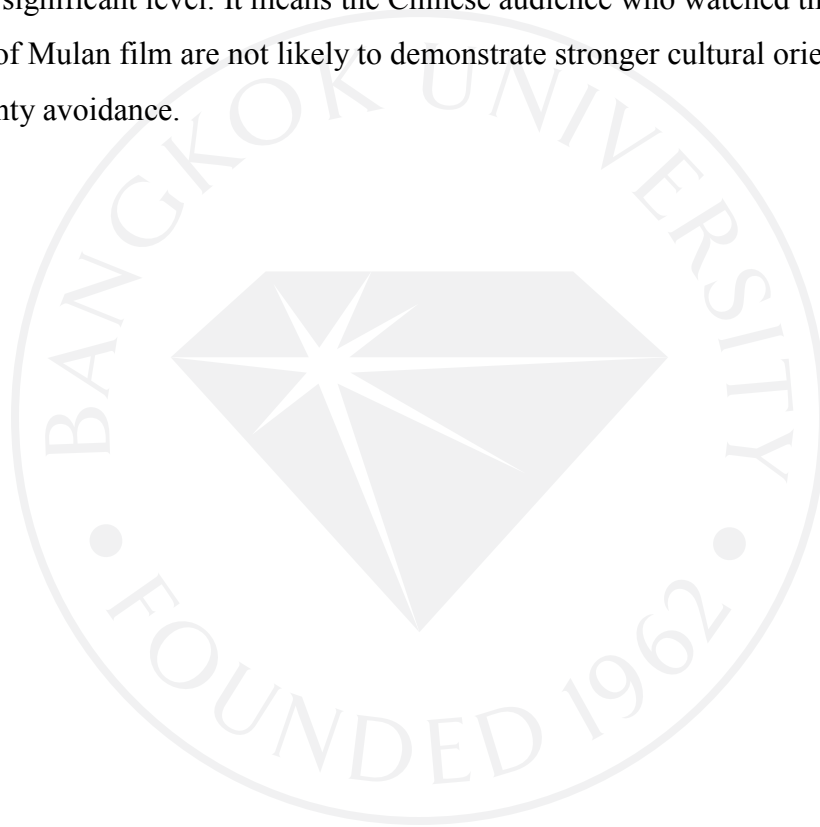 significant level. It means the Chinese audience who watched
of Mulan film are not likely to demonstrate stronger cultural
avoidance.
BANGKOK UNIVERSITY
• FOUNDED 1962 •